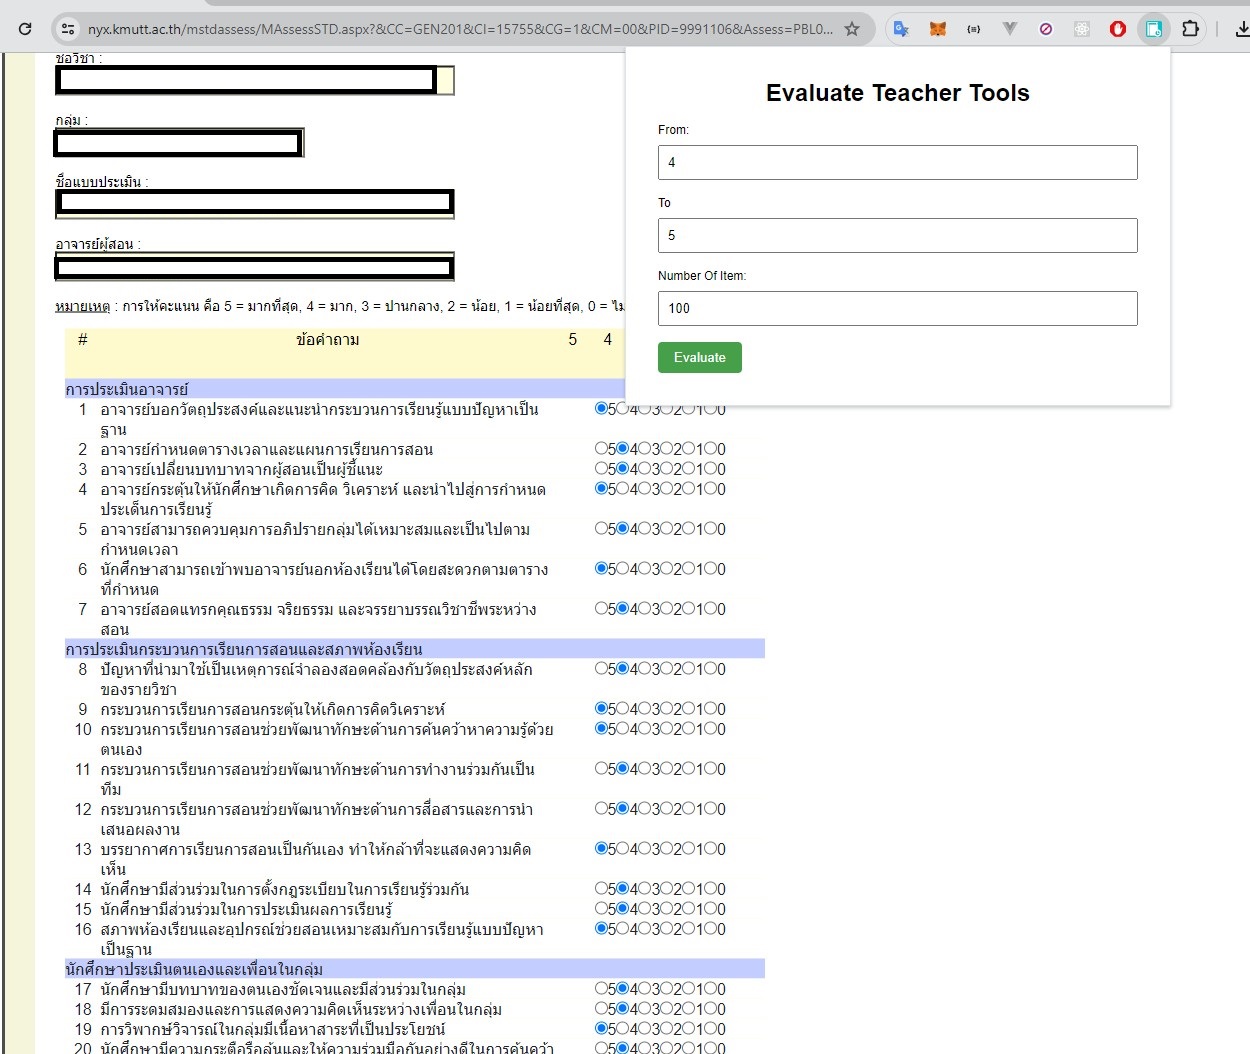 nyx.kmutt.ac.th/mstdassess/MAssessSTD.aspx?&CC=GEN201&CI=15755&CG=1&CM=00&PID=9991106&Assess=PBL0...
ชื่อวิชา :
กลุ่ม :
ชื่อแบบประเมิน :
อาจารย์ผู้สอน :
หมายเหตุ : การให้คะแนน คือ 5 = มากที่สุด, 4 = มาก, 3 = ปานกลาง, 2 = น้อย, 1 = น้อยที่สุด, 0 =
Evaluate Teacher Tools
From:
4
To
5
Number Of Item:
100
Evaluate
# ข้อคำถาม 5 4
การประเมินอาจารย์
1 อาจารย์บอกวัตถุประสงค์และแนะนำกระบวนการเรียนรู้แบบปัญหาเป็น 5 4 3 2 1 0
ฐาน
2 อาจารย์กำหนดตารางเวลาและแผนการเรียนการสอน 5 4 3 2 1 0
3 อาจารย์เปลี่ยนบทบาทจากผู้สอนเป็นผู้ชี้แนะ 5 4 3 2 1 0
4 อาจารย์กระตุ้นให้นักศึกษาเกิดการคิด วิเคราะห์ และนำไปสู่การกำหนด 5 4 3 2 1 0
ประเด็นการเรียนรู้
5 อาจารย์สามารถควบคุมการอภิปรายกลุ่มได้เหมาะสมและเป็นไปตาม 5 4 3 2 1 0
กำหนดเวลา
6 นักศึกษาสามารถเข้าพบอาจารย์นอกห้องเรียนได้โดยสะดวกตามตาราง 5 4 3 2 1 0
ที่กำหนด
7 อาจารย์สอดแทรกคุณธรรม จริยธรรม และจรรยาบรรณวิชาชีพระหว่าง 5 4 3 2 1 0
สอน
การประเมินกระบวนการเรียนการสอนและสภาพห้องเรียน
8 ปัญหาที่นำมาใช้เป็นเหตุการณ์จำลองสอดคล้องกับวัตถุประสงค์หลัก 5 4 3 2 1 0
ของรายวิชา
9 กระบวนการเรียนการสอนกระตุ้นให้เกิดการคิดวิเคราะห์ 5 4 3 2 1 0
10 กระบวนการเรียนการสอนช่วยพัฒนาทักษะด้านการค้นคว้าหาความรู้ด้วย 5 4 3 2 1 0
ตนเอง
11 กระบวนการเรียนการสอนช่วยพัฒนาทักษะด้านการทำงานร่วมกันเป็น 5 4 3 2 1 0
ทีม
12 กระบวนการเรียนการสอนช่วยพัฒนาทักษะด้านการสื่อสารและการนำ 5 4 3 2 1 0
เสนอผลงาน
13 บรรยากาศการเรียนการสอนเป็นกันเอง ทำให้กล้าที่จะแสดงความคิด 5 4 3 2 1 0
เห็น
14 นักศึกษามีส่วนร่วมในการตั้งกฎระเบียบในการเรียนรู้ร่วมกัน 5 4 3 2 1 0
15 นักศึกษามีส่วนร่วมในการประเมินผลการเรียนรู้ 5 4 3 2 1 0
16 สภาพห้องเรียนและอุปกรณ์ช่วยสอนเหมาะสมกับการเรียนรู้แบบปัญหา 5 4 3 2 1 0
เป็นฐาน
นักศึกษาประเมินตนเองและเพื่อนในกลุ่ม
17 นักศึกษามีบทบาทของตนเองชัดเจนและมีส่วนร่วมในกลุ่ม 5 4 3 2 1 0
18 มีการระดมสมองและการแสดงความคิดเห็นระหว่างเพื่อนในกลุ่ม 5 4 3 2 1 0
19 การวิพากษ์วิจารณ์ในกลุ่มมีเนื้อหาสาระที่เป็นประโยชน์ 5 4 3 2 1 0
20 นักศึกษามีความกระตือรือล้นและให้ความร่วมมือกันอย่างดีในการค้นคว้า 5 4 3 2 1 0